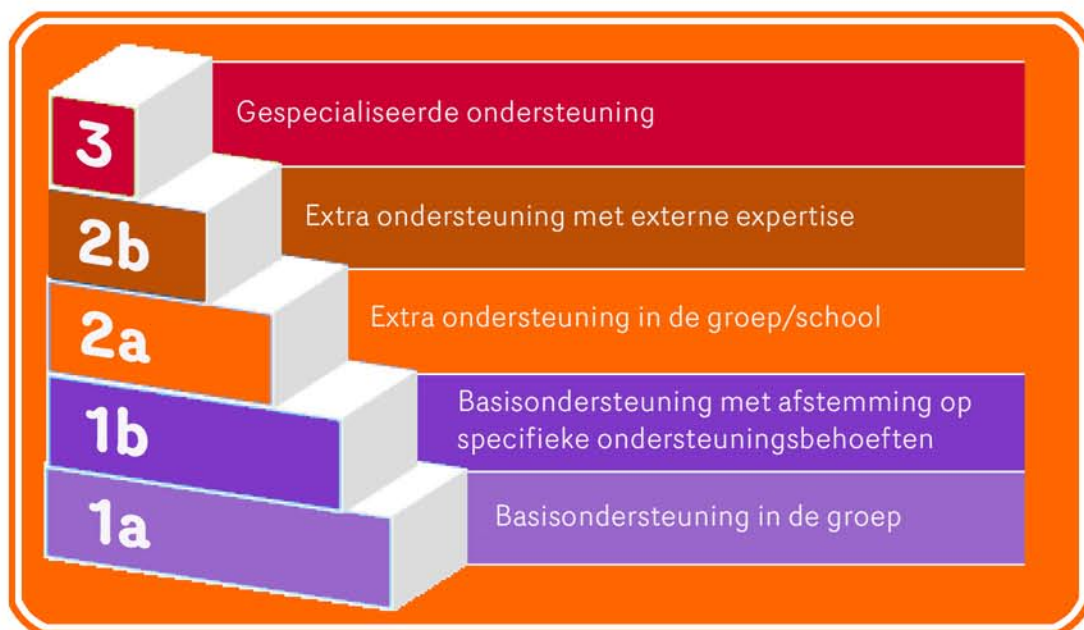 3
Gespecialiseerde ondersteuning
2b
Extra ondersteuning met externe expertise
2a
Extra ondersteuning in de groep/school
1b
Basisondersteuning met afstemming op
specifieke ondersteuningsbehoeften
1a
Basisondersteuning in de groep